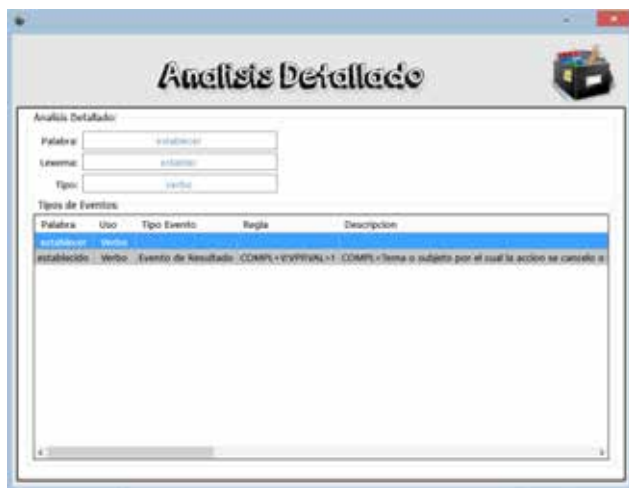 Analisis Detallado
Analisis Detallado:
Palabra: establecer
Lexema: establec
Tipo: verbo
Tipos de Eventos:
Palabra Uso Tipo Evento Regla Descripcion
establecer Verbo
establecido Verbo Evento de Resultado COMPL+ COMPL=Tema o subjeto por el cual la accion se cancelo o